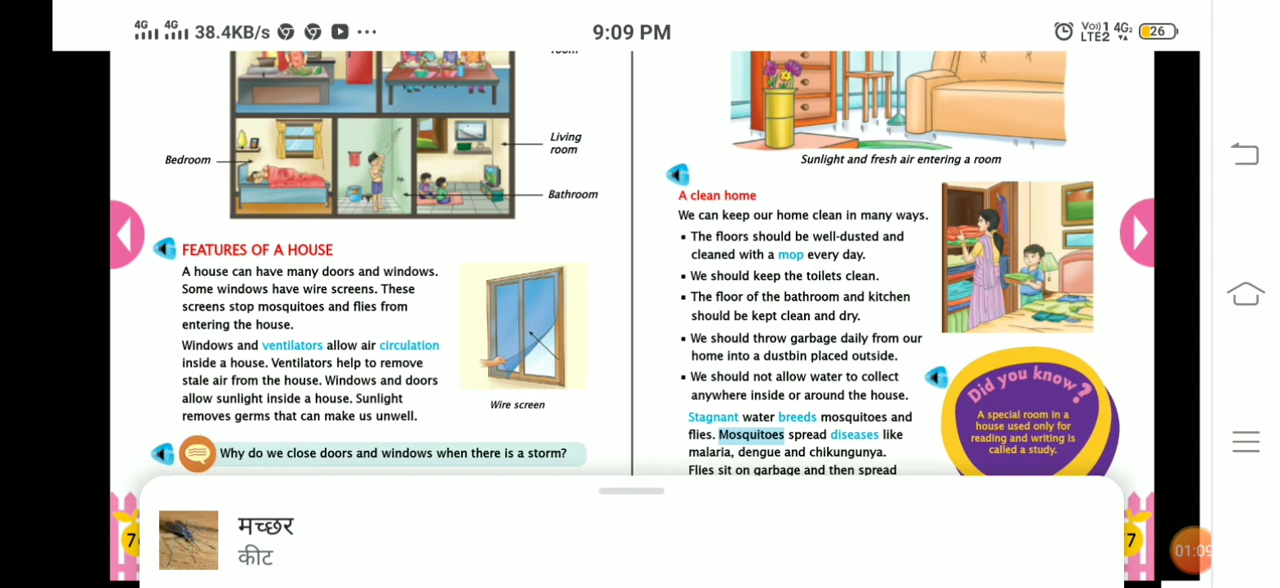 4G 4G 38.4KB/s ...
9:09 PM
Vo) 1 4G2
LTE2
26
Living
room
Bedroom
Bathroom
FEATURES OF A HOUSE
A house can have many doors and windows.
Some windows have wire screens. These
screens stop mosquitoes and flies from
entering the house.
Windows and ventilators allow air circulation
inside a house. Ventilators help to remove
stale air from the house. Windows and doors
allow sunlight inside a house. Sunlight
removes germs that can make us unwell.
Wire screen
Why do we close doors and windows when there is a storm?
7
Sunlight and fresh air entering a room
A clean home
We can keep our home clean in many ways.
▪ The floors should be well-dusted and
cleaned with a mop every day.
▪ We should keep the toilets clean.
▪ The floor of the bathroom and kitchen
should be kept clean and dry.
▪ We should throw garbage daily from our
home into a dustbin placed outside.
▪ We should not allow water to collect
anywhere inside or around the house.
Stagnant water breeds mosquitoes and
flies. Mosquitoes spread diseases like
malaria, dengue and chikungunya.
Flies sit on garbage and then spread
Did you know?
A special room in a
house used only for
reading and writing is
called a study.
7
मच्छर
कीट
01:09